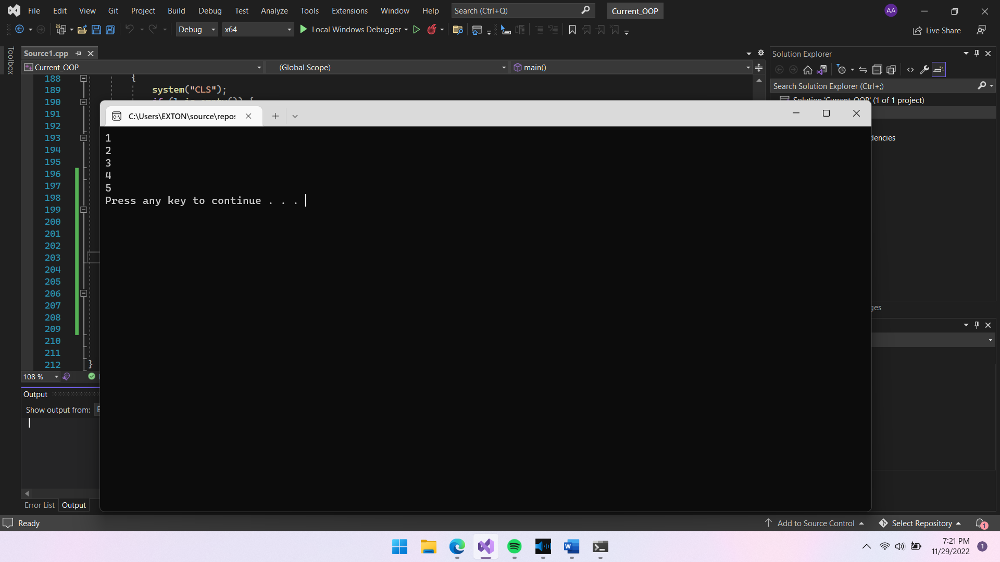 File Edit View Git Project Build Debug Test Analyze Tools Extensions Window Help Search (Ctrl+Q) Current_OOP AA
Debug x64 Local Windows Debugger Live Share
Toolbox
Source1.cpp
Current_OOP (Global Scope) main()
Solution Explorer
Search Solution Explorer (Ctrl+;)
Solution 'Current_OOP' (1 of 1 project)
dencies
188 {
189 system("CLS");
190
191
192
193
194
195
196
197
198
199
200
201
202
203
204
205
206
207
208
209
210
211
212 }
C:\Users\EXTON\source\repos
1
2
3
4
5
Press any key to continue . . .
ges
108 %
Output
Show output from:
Error List Output
Ready Add to Source Control Select Repository 1
7:21 PM
11/29/2022 1